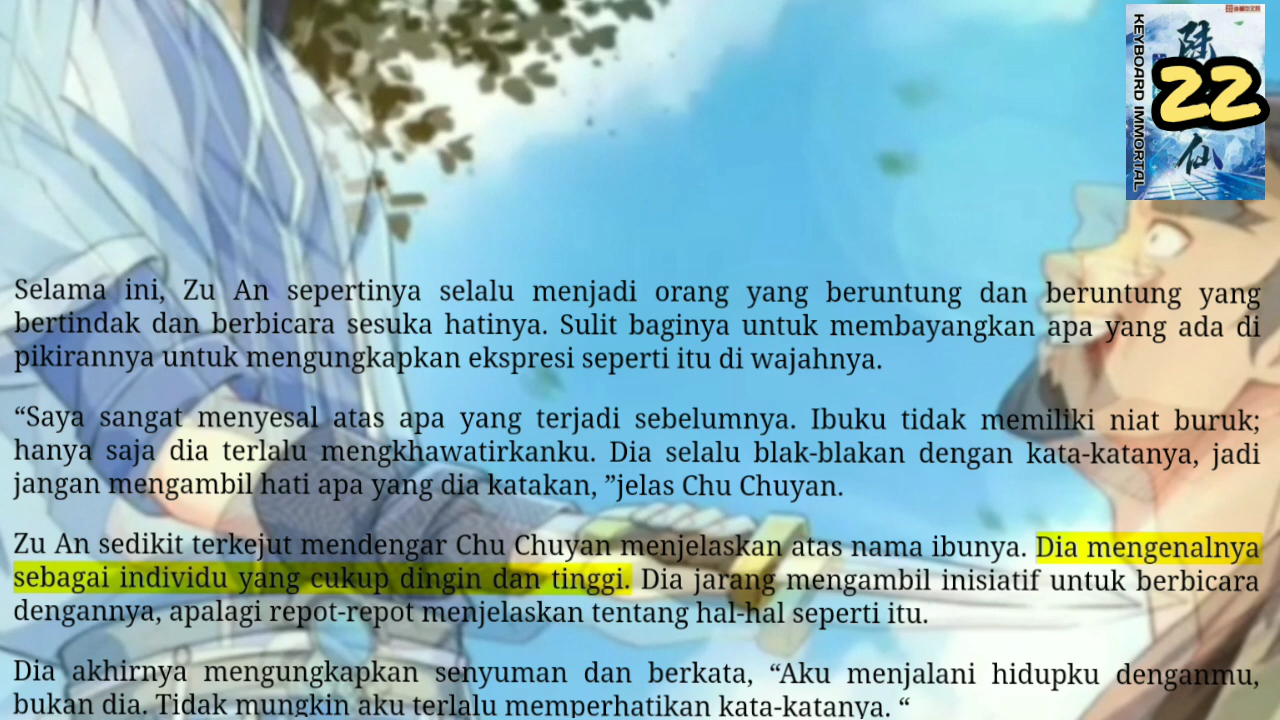 KEYBOARD IMMORTAL
陆
22
仙
Selama ini, Zu An sepertinya selalu menjadi orang yang beruntung dan beruntung yang
bertindak dan berbicara sesuka hatinya. Sulit baginya untuk membayangkan apa yang ada di
pikirannya untuk mengungkapkan ekspresi seperti itu di wajahnya.
“Saya sangat menyesal atas apa yang terjadi sebelumnya. Ibuku tidak memiliki niat buruk;
hanya saja dia terlalu mengkhawatirkanku. Dia selalu blak-blakan dengan kata-katanya, jadi
jangan mengambil hati apa yang dia katakan, ”jelas Chu Chuyan.
Zu An sedikit terkejut mendengar Chu Chuyan menjelaskan atas nama ibunya. Dia mengenalnya
sebagai individu yang cukup dingin dan tinggi. Dia jarang mengambil inisiatif untuk berbicara
dengannya, apalagi repot-repot menjelaskan tentang hal-hal seperti itu.
Dia akhirnya mengungkapkan senyuman dan berkata, “Aku menjalani hidupku denganmu,
bukan dia. Tidak mungkin aku terlalu memperhatikan kata-katanya. “